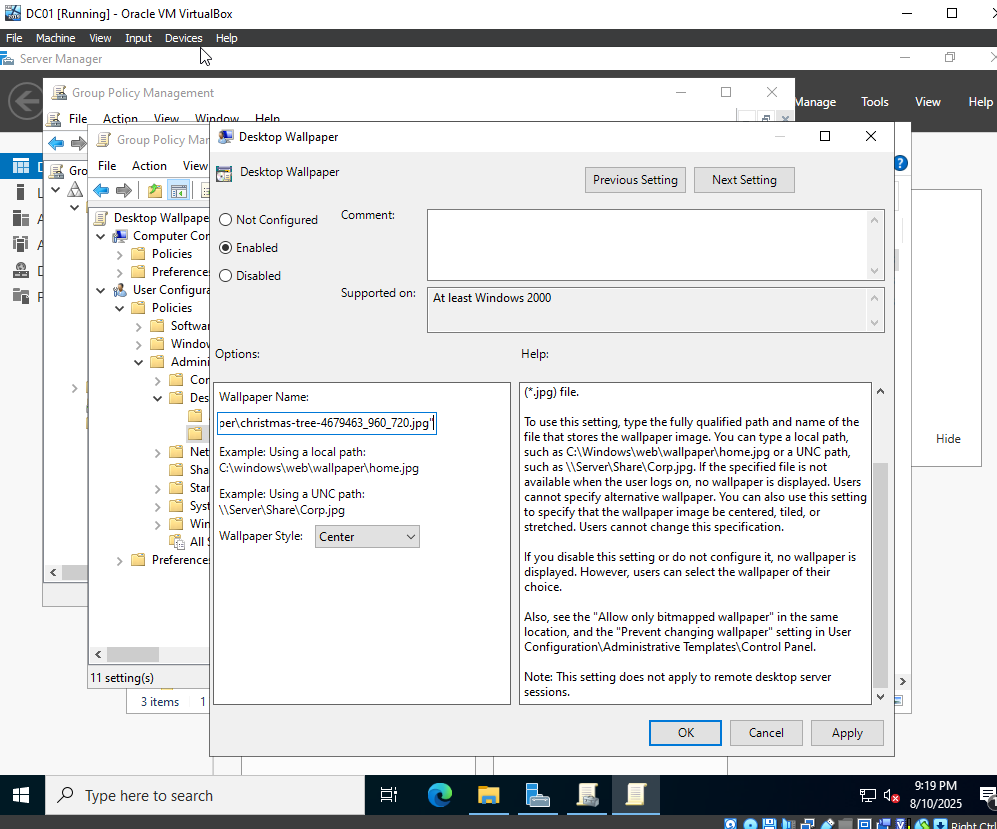 DC01 [Running] - Oracle VM VirtualBox
File Machine View Input Devices Help
Server Manager
Group Policy Management
Manage Tools View Help
File Action View Window Help
Group Policy Mar
File Action View
Desktop Wallpaper
Desktop Wallpaper
Previous Setting Next Setting
Not Configured
Enabled
Disabled
Comment:
Supported on:
At least Windows 2000
Options:
Help:
Desktop Wallpape
Computer Cor
Policies
Preference
User Configura
Policies
Softwar
Window
Admini
Con
Des
Net
Sha
Star
Syst
Win
All S
Preference
11 setting(s)
3 items 1
Wallpaper Name:
per\christmas-tree-4679463_960_720.jpg"
Example: Using a local path:
C:\windows\web\wallpaper\home.jpg
Example: Using a UNC path:
\\Server\Share\Corp.jpg
Wallpaper Style: Center
(*.jpg) file.
To use this setting, type the fully qualified path and name of the
file that stores the wallpaper image. You can type a local path,
such as C:\Windows\web\wallpaper\home.jpg or a UNC path,
such as \\Server\Share\Corp.jpg. If the specified file is not
available when the user logs on, no wallpaper is displayed. Users
cannot specify alternative wallpaper. You can also use this setting
to specify that the wallpaper image be centered, tiled, or
stretched. Users cannot change this specification.
If you disable this setting or do not configure it, no wallpaper is
displayed. However, users can select the wallpaper of their
choice.
Also, see the "Allow only bitmapped wallpaper" in the same
location, and the "Prevent changing wallpaper" setting in User
Configuration\Administrative Templates\Control Panel.
Note: This setting does not apply to remote desktop server
sessions.
Hide
OK Cancel Apply
Type here to search
9:19 PM
8/10/2025
Right Ctrl